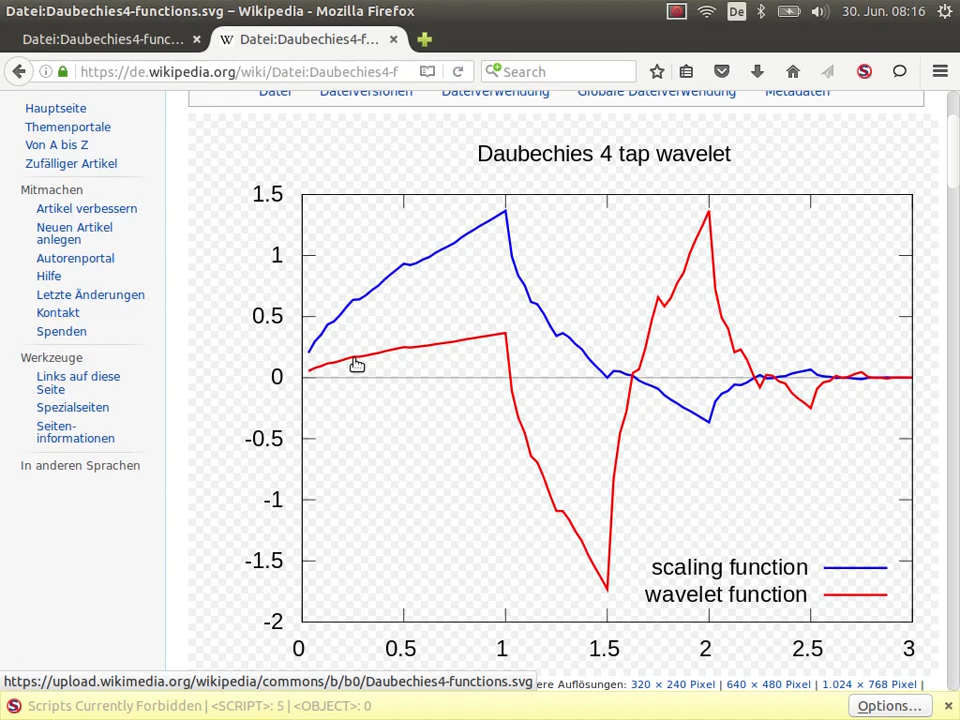 Datei:Daubechies4-functions.svg – Wikipedia - Mozilla Firefox
De
30. Jun. 08:16
Datei:Daubechies4-func... ×
W Datei:Daubechies4-f... ×
https://de.wikipedia.org/wiki/Datei:Daubechies4-f
Search
Datei Dateiversionen Dateiverwendung Globale Dateiverwendung Metadaten
Hauptseite
Themenportale
Von A bis Z
Zufälliger Artikel
Mitmachen
Artikel verbessern
Neuen Artikel
anlegen
Autorenportal
Hilfe
Letzte Änderungen
Kontakt
Spenden
Werkzeuge
Links auf diese
Seite
Spezialseiten
Seiten-
informationen
In anderen Sprachen
Daubechies 4 tap wavelet
1.5
1
0.5
0
-0.5
-1
-1.5
-2
scaling function
wavelet function
0 0.5 1 1.5 2 2.5 3
https://upload.wikimedia.org/wikipedia/commons/b/b0/Daubechies4-functions.svg
ere Auflösungen: 320 × 240 Pixel | 640 × 480 Pixel | 1.024 × 768 Pixel |
Scripts Currently Forbidden | <SCRIPT>: 5 | <OBJECT>: 0
Options... ×